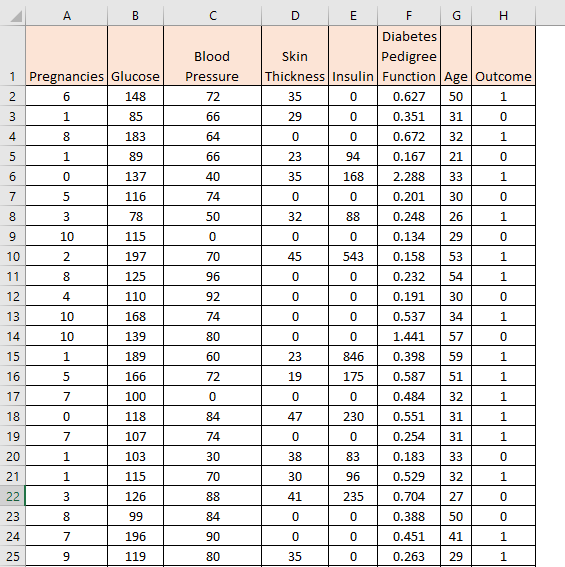 A B C D E F G H
1 Pregnancies Glucose Blood Pressure Skin Thickness Insulin Diabetes Pedigree Function Age Outcome
2 6 148 72 35 0 0.627 50 1
3 1 85 66 29 0 0.351 31 0
4 8 183 64 0 0 0.672 32 1
5 1 89 66 23 94 0.167 21 0
6 0 137 40 35 168 2.288 33 1
7 5 116 74 0 0 0.201 30 0
8 3 78 50 32 88 0.248 26 1
9 10 115 0 0 0 0.134 29 0
10 2 197 70 45 543 0.158 53 1
11 8 125 96 0 0 0.232 54 1
12 4 110 92 0 0 0.191 30 0
13 10 168 74 0 0 0.537 34 1
14 10 139 80 0 0 1.441 57 0
15 1 189 60 23 846 0.398 59 1
16 5 166 72 19 175 0.587 51 1
17 7 100 0 0 0 0.484 32 1
18 0 118 84 47 230 0.551 31 1
19 7 107 74 0 0 0.254 31 1
20 1 103 30 38 83 0.183 33 0
21 1 115 70 30 96 0.529 32 1
22 3 126 88 41 235 0.704 27 0
23 8 99 84 0 0 0.388 50 0
24 7 196 90 0 0 0.451 41 1
25 9 119 80 35 0 0.263 29 1